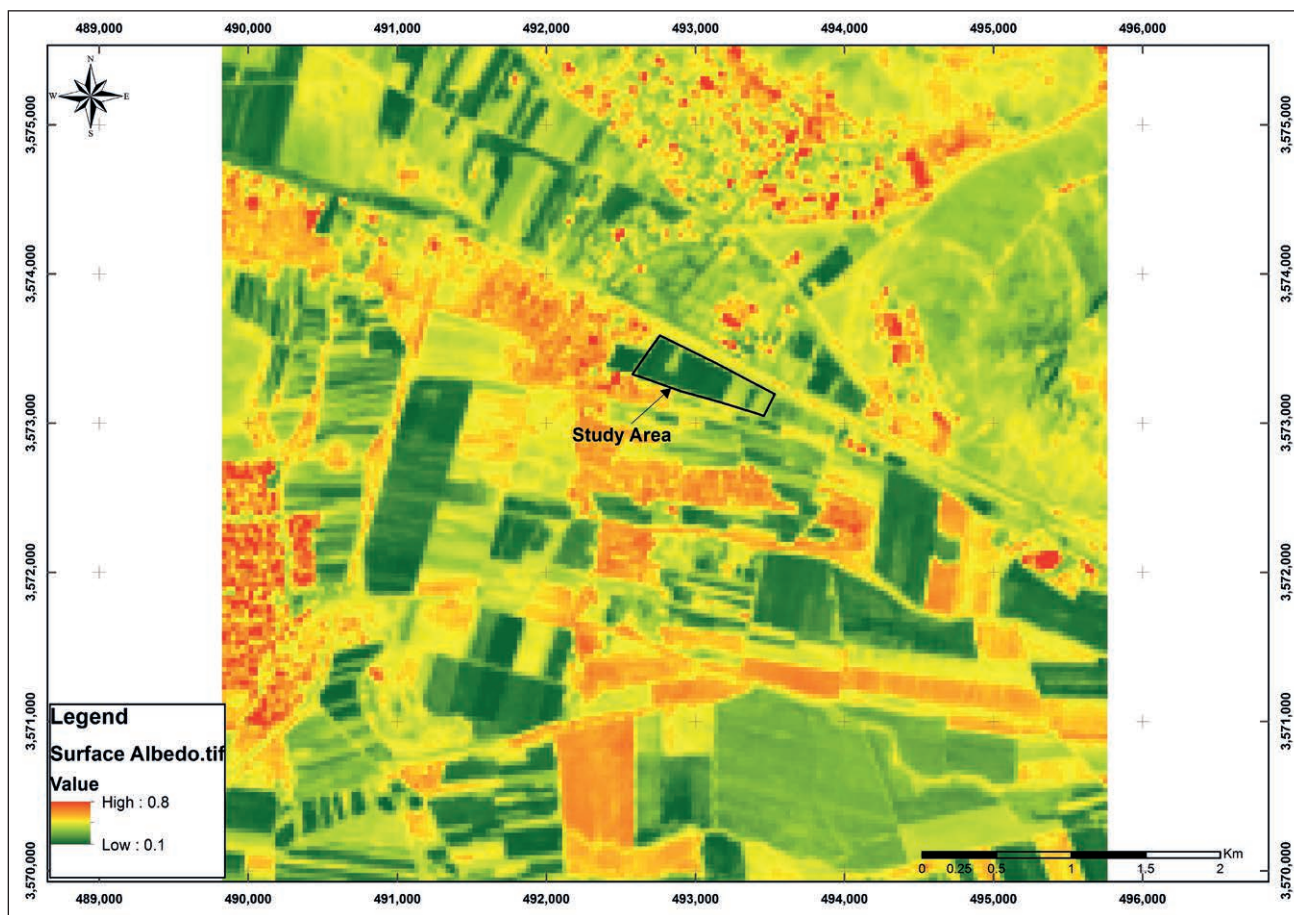 489,000 490,000 491,000 492,000 493,000 494,000 495,000 496,000
N
W E
S
3,575,000 3,575,000
3,574,000 3,574,000
3,573,000 3,573,000
Study Area
3,572,000 3,572,000
3,571,000 3,571,000
Legend
Surface Albedo.tif
Value
High : 0.8
Low : 0.1
3,570,000 3,570,000
Km
0 0.25 0.5 1 1.5 2
489,000 490,000 491,000 492,000 493,000 494,000 495,000 496,000